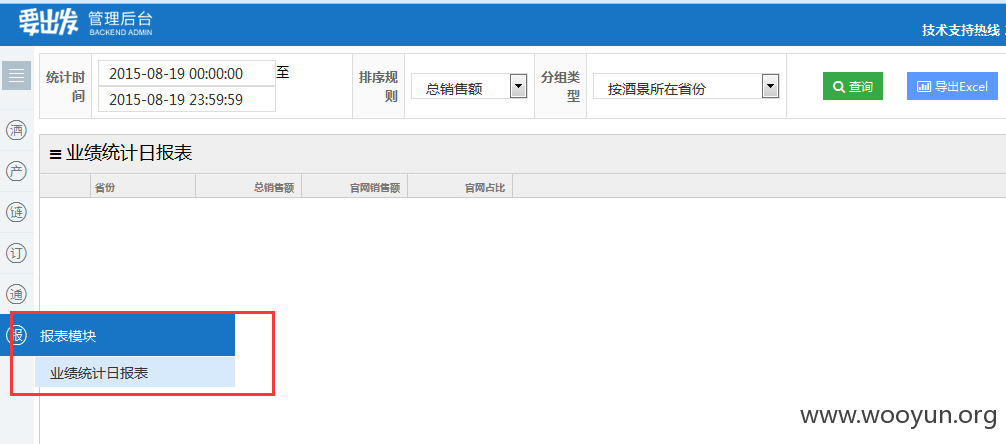 要出发 管理后台
BACKEND ADMIN
技术支持热线
统计时间 2015-08-19 00:00:00 至 2015-08-19 23:59:59 排序规则 总销售额 分组类型 按酒景所在省份 查询 导出Excel
业绩统计日报表
省份 总销售额 官网销售额 官网占比
酒
产
链
订
通
报 报表模块
业绩统计日报表
www.wooyun.org